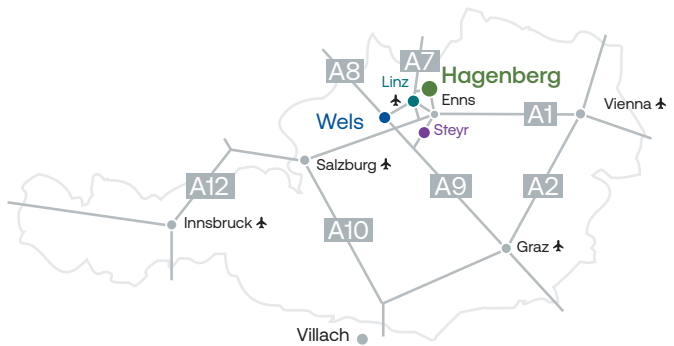 A7
A8
Hagenberg
Linz
Enns
Vienna
A1
Wels
Steyr
Salzburg
A12
A9
A2
Innsbruck
A10
Graz
Villach